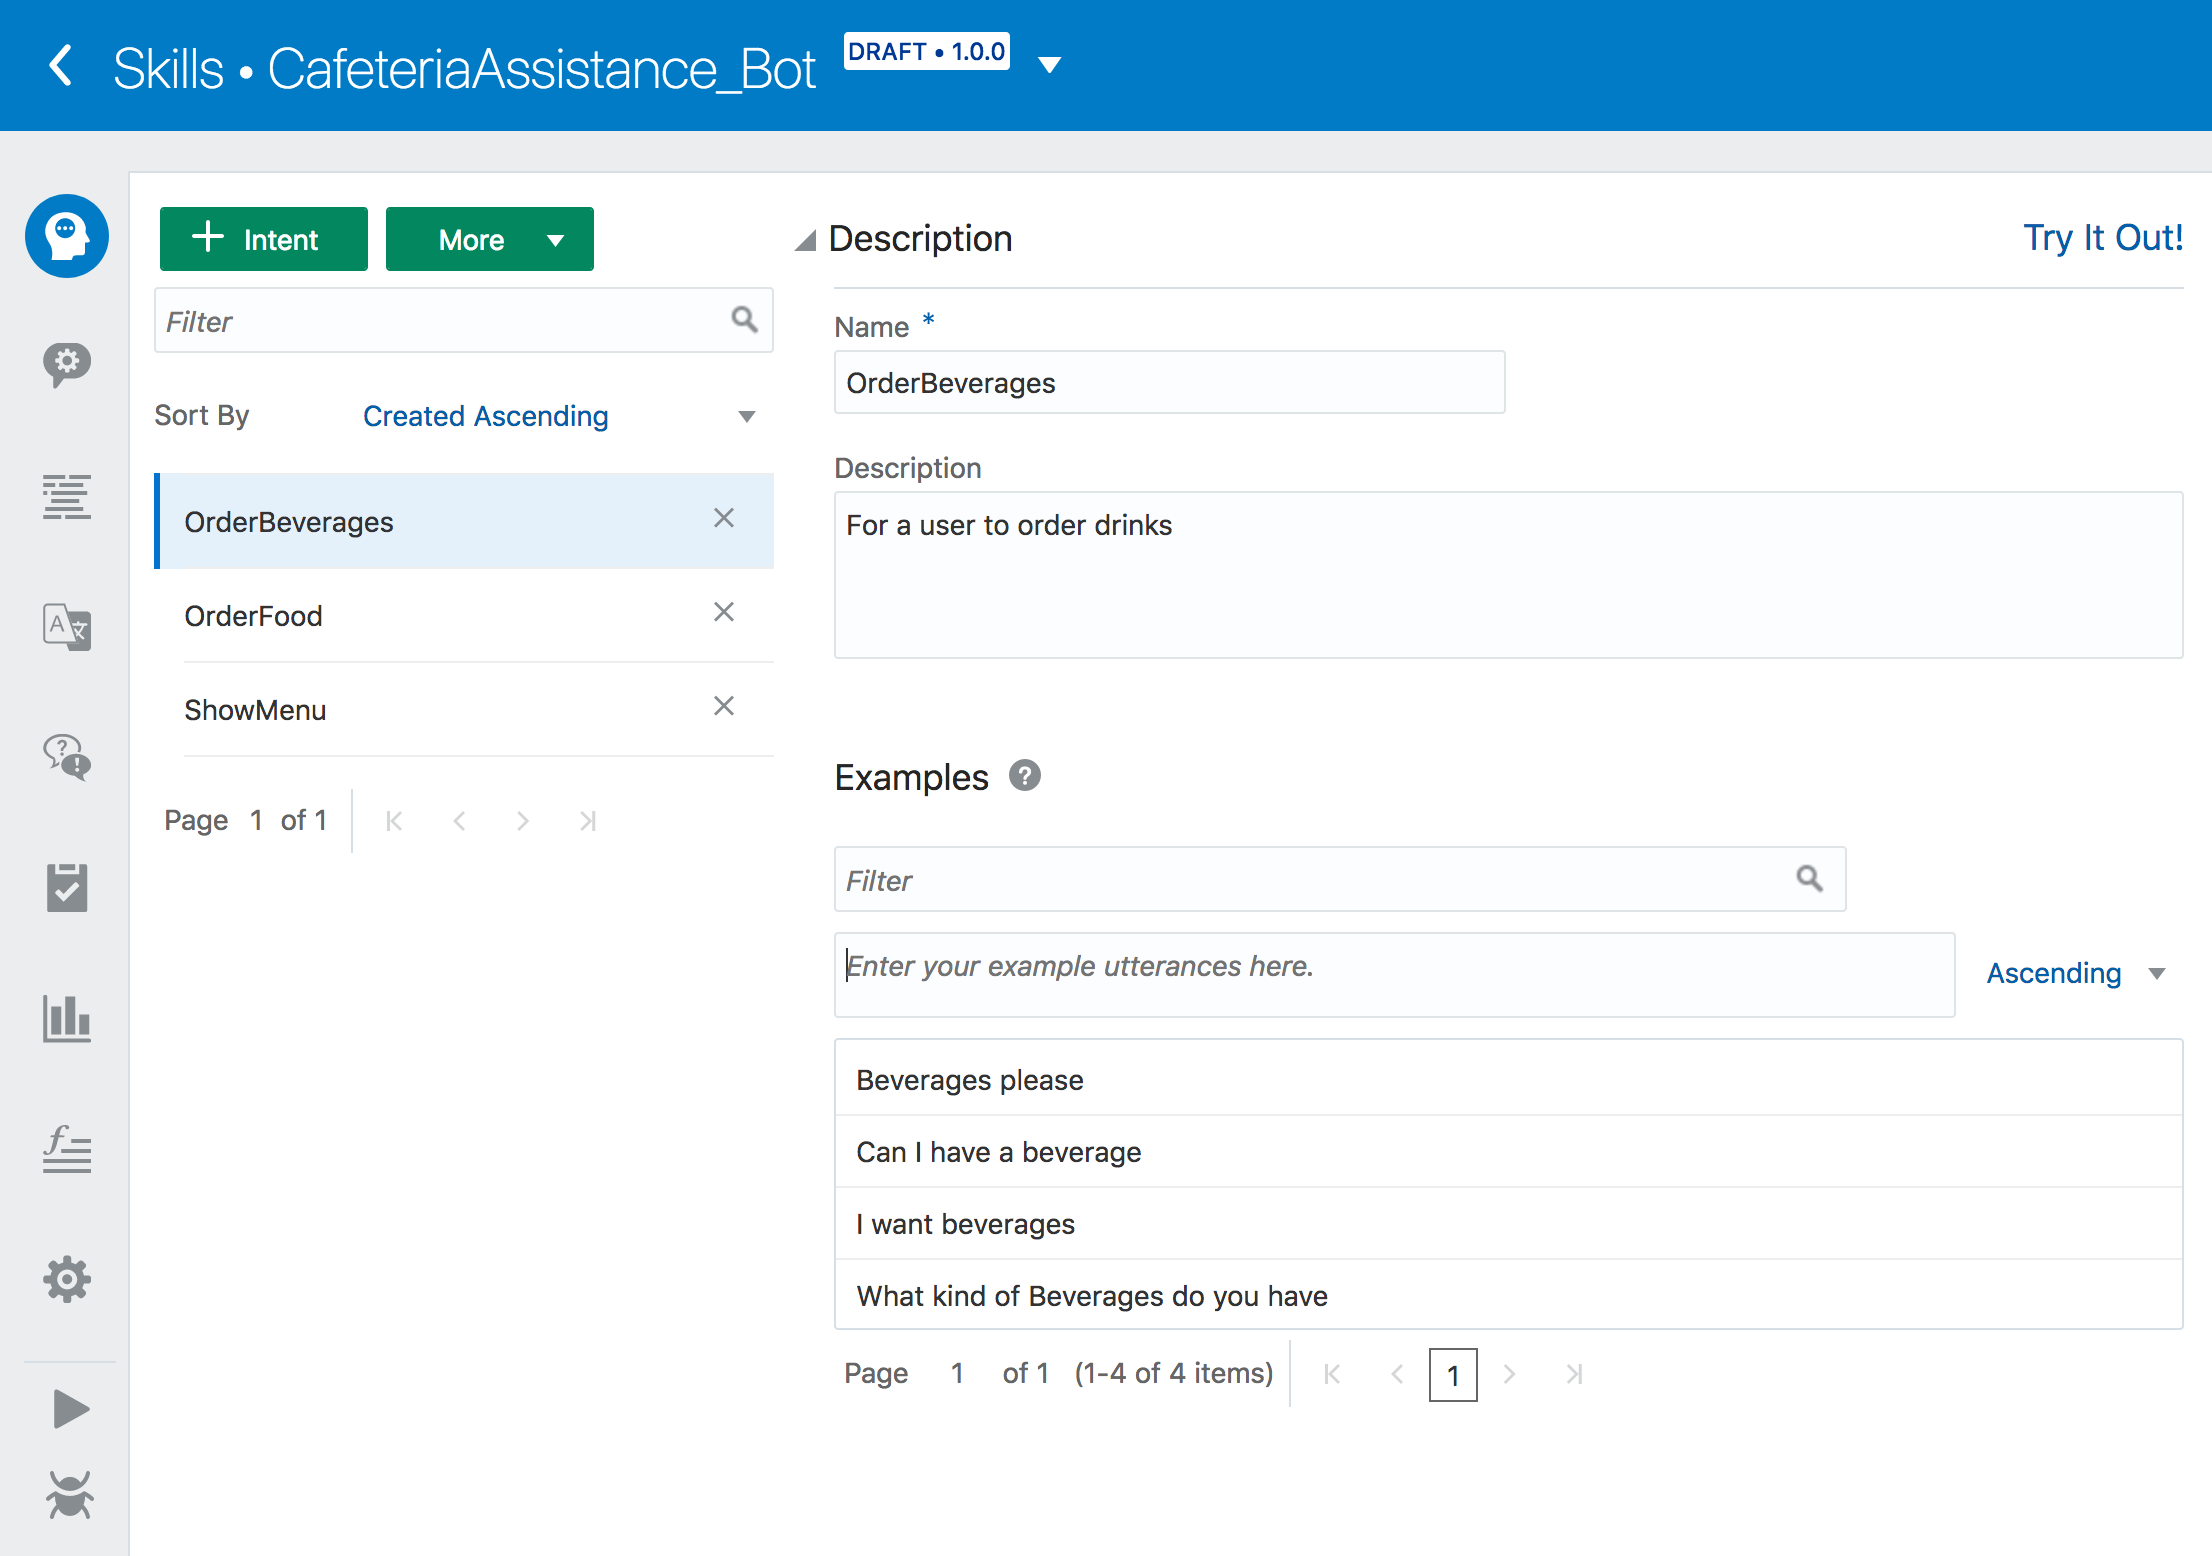 Skills • CafeteriaAssistance_Bot DRAFT • 1.0.0
+ Intent
More
Filter
Sort By Created Ascending
OrderBeverages
OrderFood
ShowMenu
Page 1 of 1
Description
Try It Out!
Name *
OrderBeverages
Description
For a user to order drinks
Examples ?
Filter
Enter your example utterances here.
Ascending
Beverages please
Can I have a beverage
I want beverages
What kind of Beverages do you have
Page 1 of 1 (1-4 of 4 items) 1